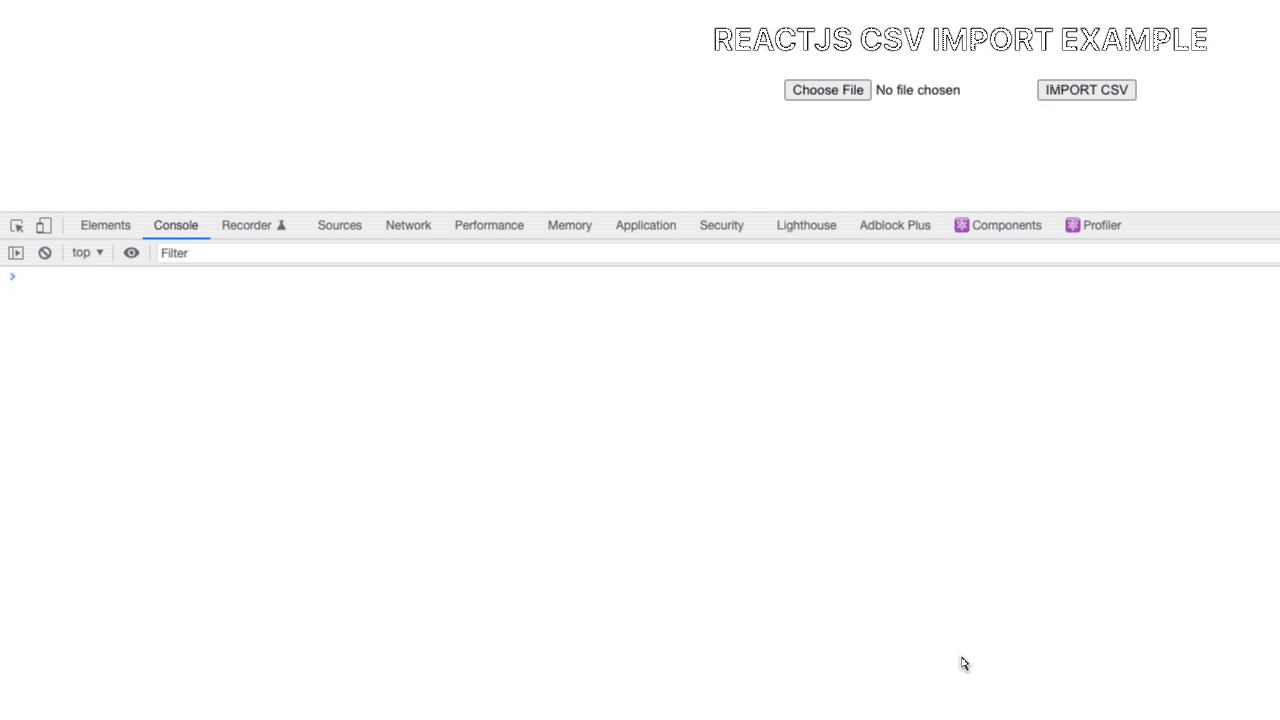 REACTJS CSV IMPORT EXAMPLE
Choose File No file chosen IMPORT CSV
Elements Console Recorder Sources Network Performance Memory Application Security Lighthouse Adblock Plus Components Profiler
top Filter